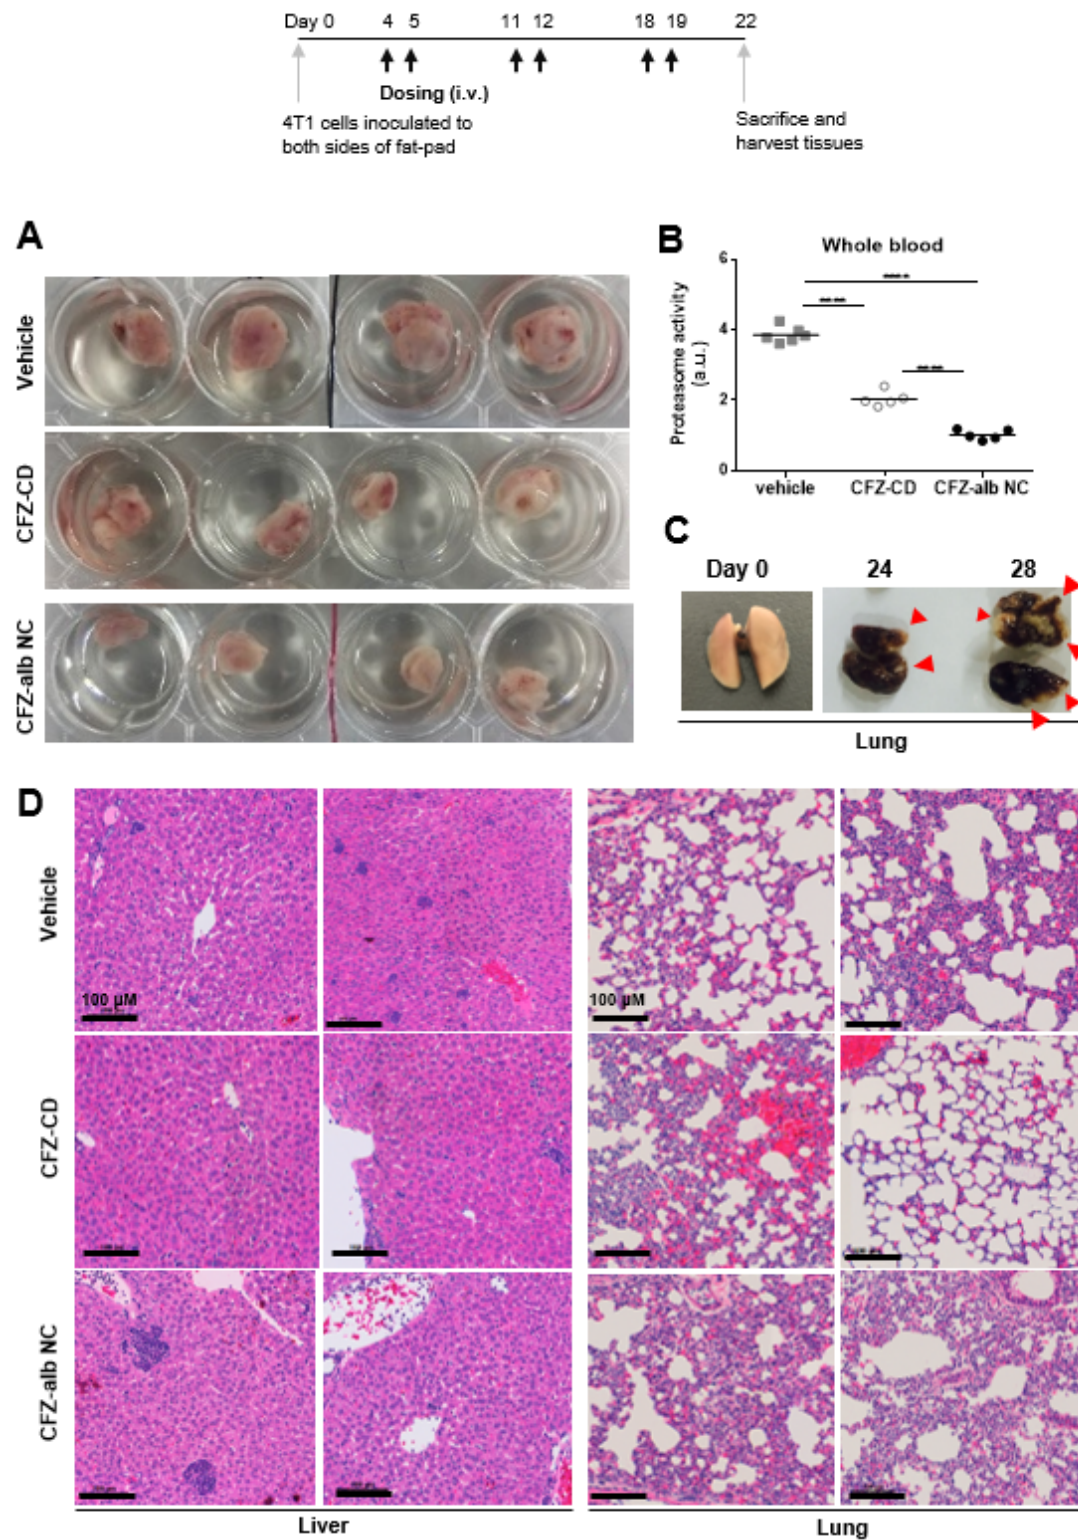 Day 0 4 5 11 12 18 19 22
Dosing (i.v.)
4T1 cells inoculated to
both sides of fat-pad
Sacrifice and
harvest tissues
A
Vehicle
CFZ-CD
CFZ-alb NC
B
Whole blood
Proteasome activity
(a.u.)
6
4
2
0
vehicle CFZ-CD CFZ-alb NC
C
Day 0 24 28
Lung
D
Vehicle
CFZ-CD
CFZ-alb NC
100 µM
100 µM
Liver
Lung